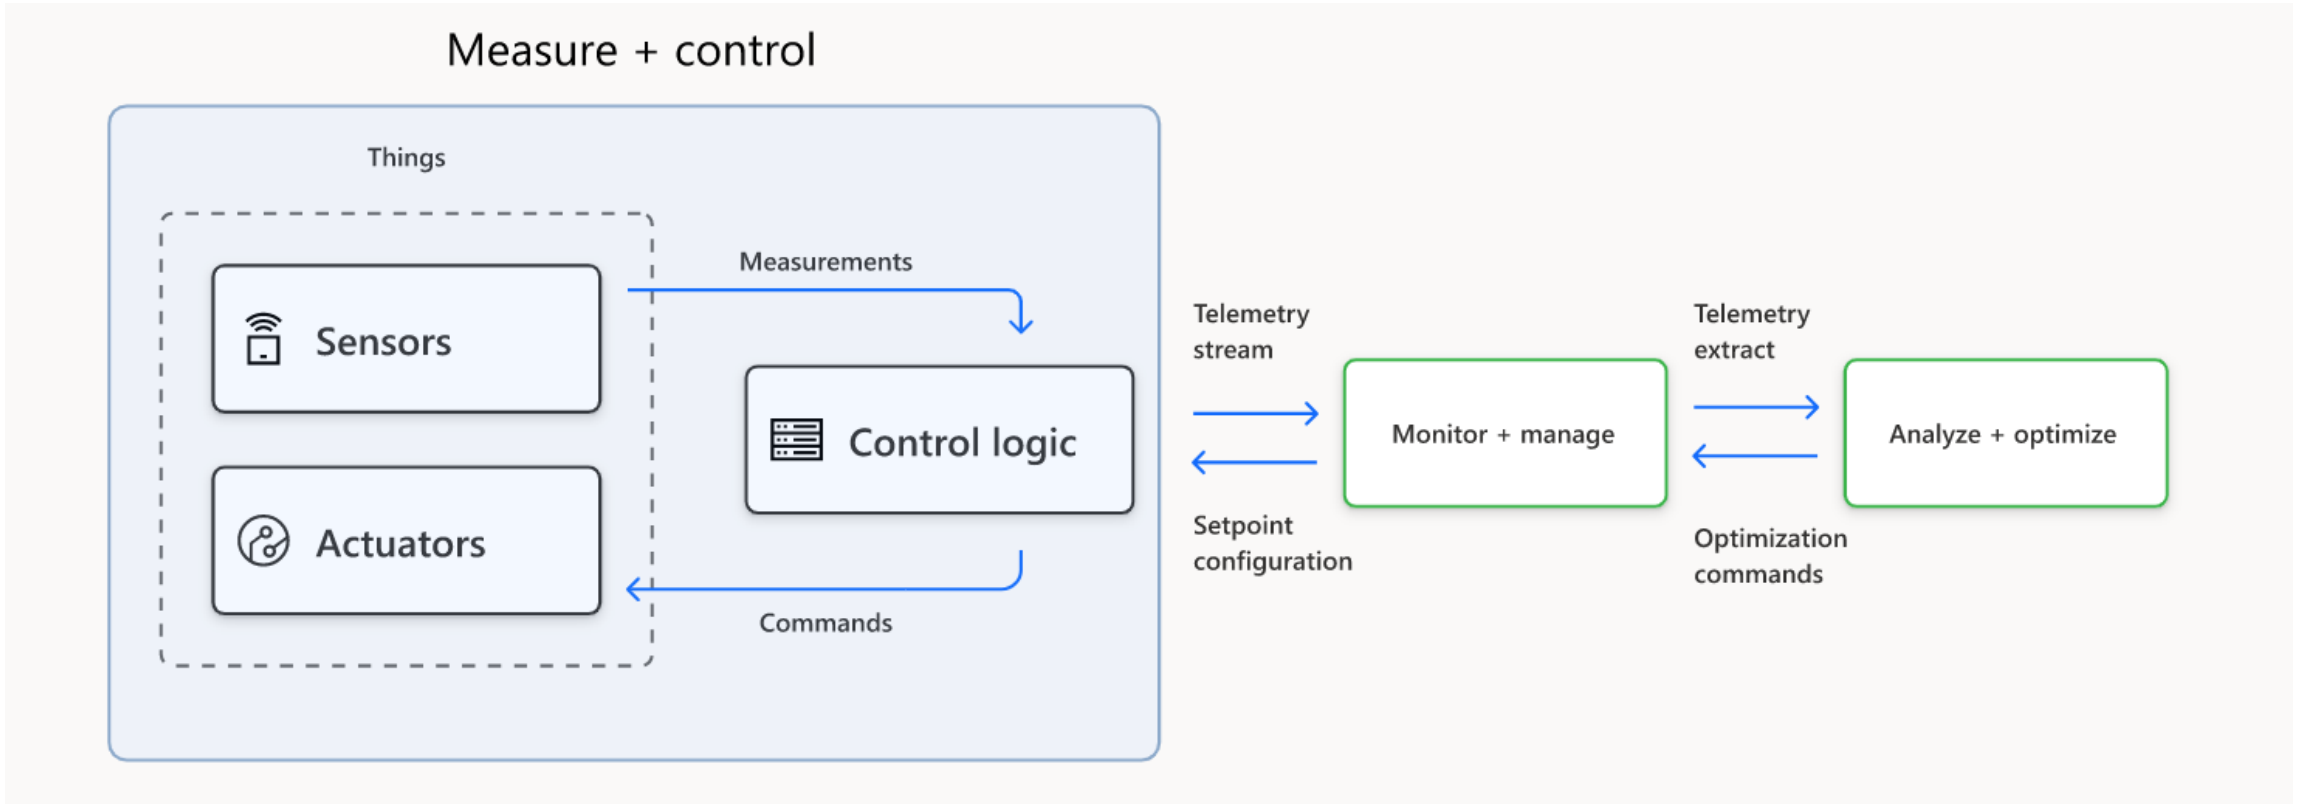 Measure + control
Things
Sensors
Actuators
Measurements
Control logic
Commands
Telemetry
stream
Setpoint
configuration
Monitor + manage
Telemetry
extract
Optimization
commands
Analyze + optimize